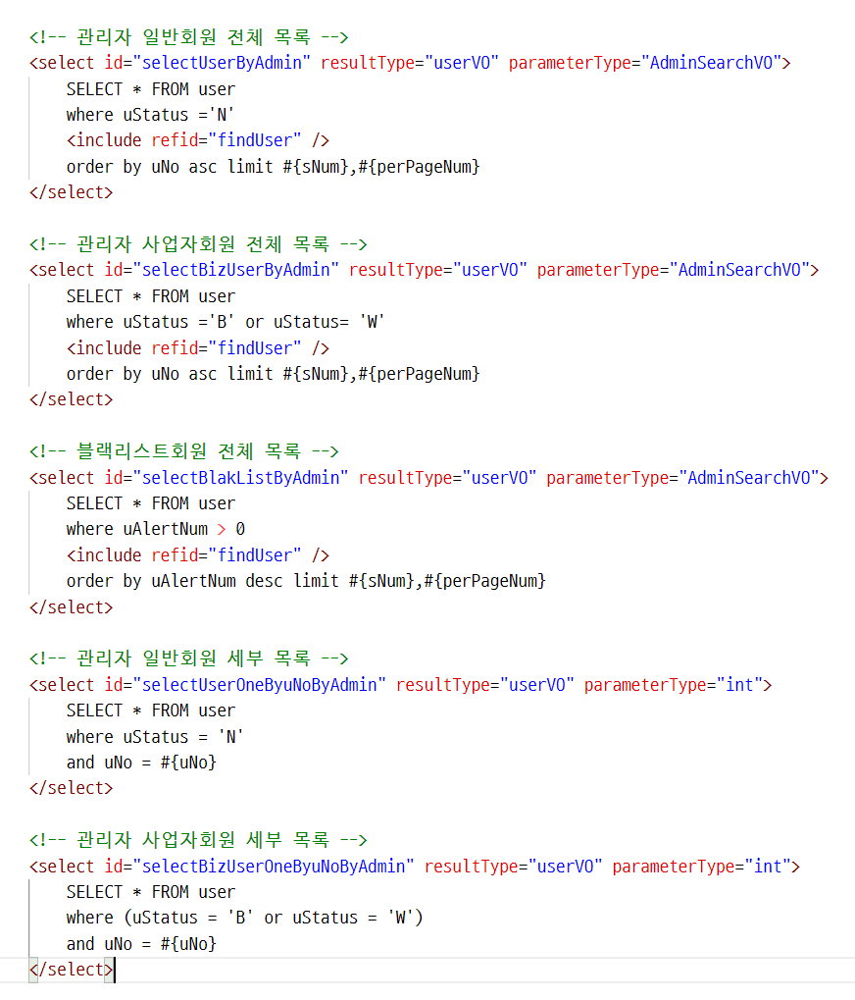 <!-- 관리자 일반회원 전체 목록 -->
<select id="selectUserByAdmin" resultType="userVO" parameterType="AdminSearchVO">
SELECT * FROM user
where uStatus ='N'
<include refid="findUser" />
order by uNo asc limit #{sNum},#{perPageNum}
</select>
<!-- 관리자 사업자회원 전체 목록 -->
<select id="selectBizUserByAdmin" resultType="userVO" parameterType="AdminSearchVO">
SELECT * FROM user
where uStatus ='B' or uStatus= 'W'
<include refid="findUser" />
order by uNo asc limit #{sNum},#{perPageNum}
</select>
<!-- 블랙리스트회원 전체 목록 -->
<select id="selectBlakListByAdmin" resultType="userVO" parameterType="AdminSearchVO">
SELECT * FROM user
where uAlertNum > 0
<include refid="findUser" />
order by uAlertNum desc limit #{sNum},#{perPageNum}
</select>
<!-- 관리자 일반회원 세부 목록 -->
<select id="selectUserOneByuNoByAdmin" resultType="userVO" parameterType="int">
SELECT * FROM user
where uStatus = 'N'
and uNo = #{uNo}
</select>
<!-- 관리자 사업자회원 세부 목록 -->
<select id="selectBizUserOneByuNoByAdmin" resultType="userVO" parameterType="int">
SELECT * FROM user
where (uStatus = 'B' or uStatus = 'W')
and uNo = #{uNo}
</select>